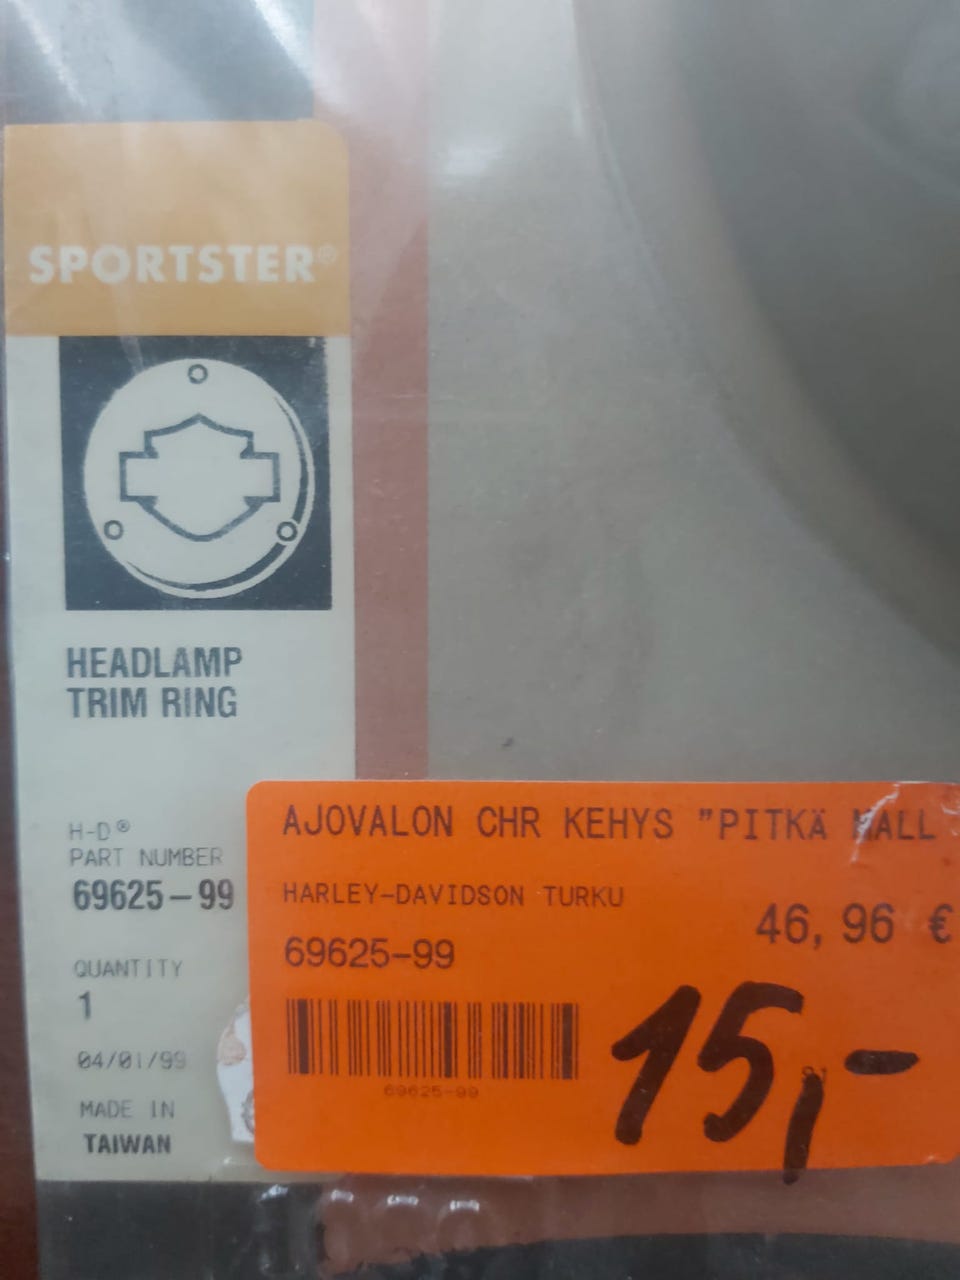 SPORTSTER®
HEADLAMP
TRIM RING
H-D®
PART NUMBER
69625-99
QUANTITY
1
04/01/99
MADE IN
TAIWAN
AJOVALON CHR KEHYS "PITKÄ MALL
HARLEY-DAVIDSON TURKU
46,96 €
69625-99
69625-99
15,-